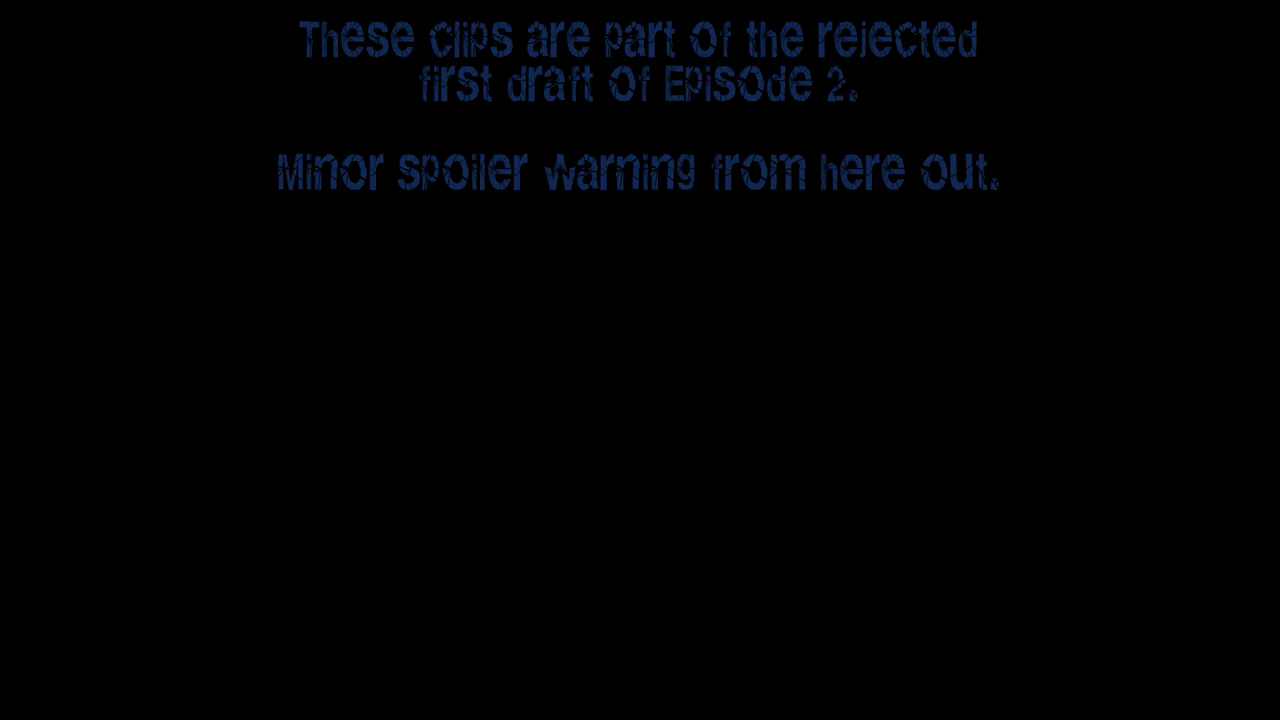 These clips are part of the rejected
first draft of Episode 2.
Minor spoiler warning from here out.